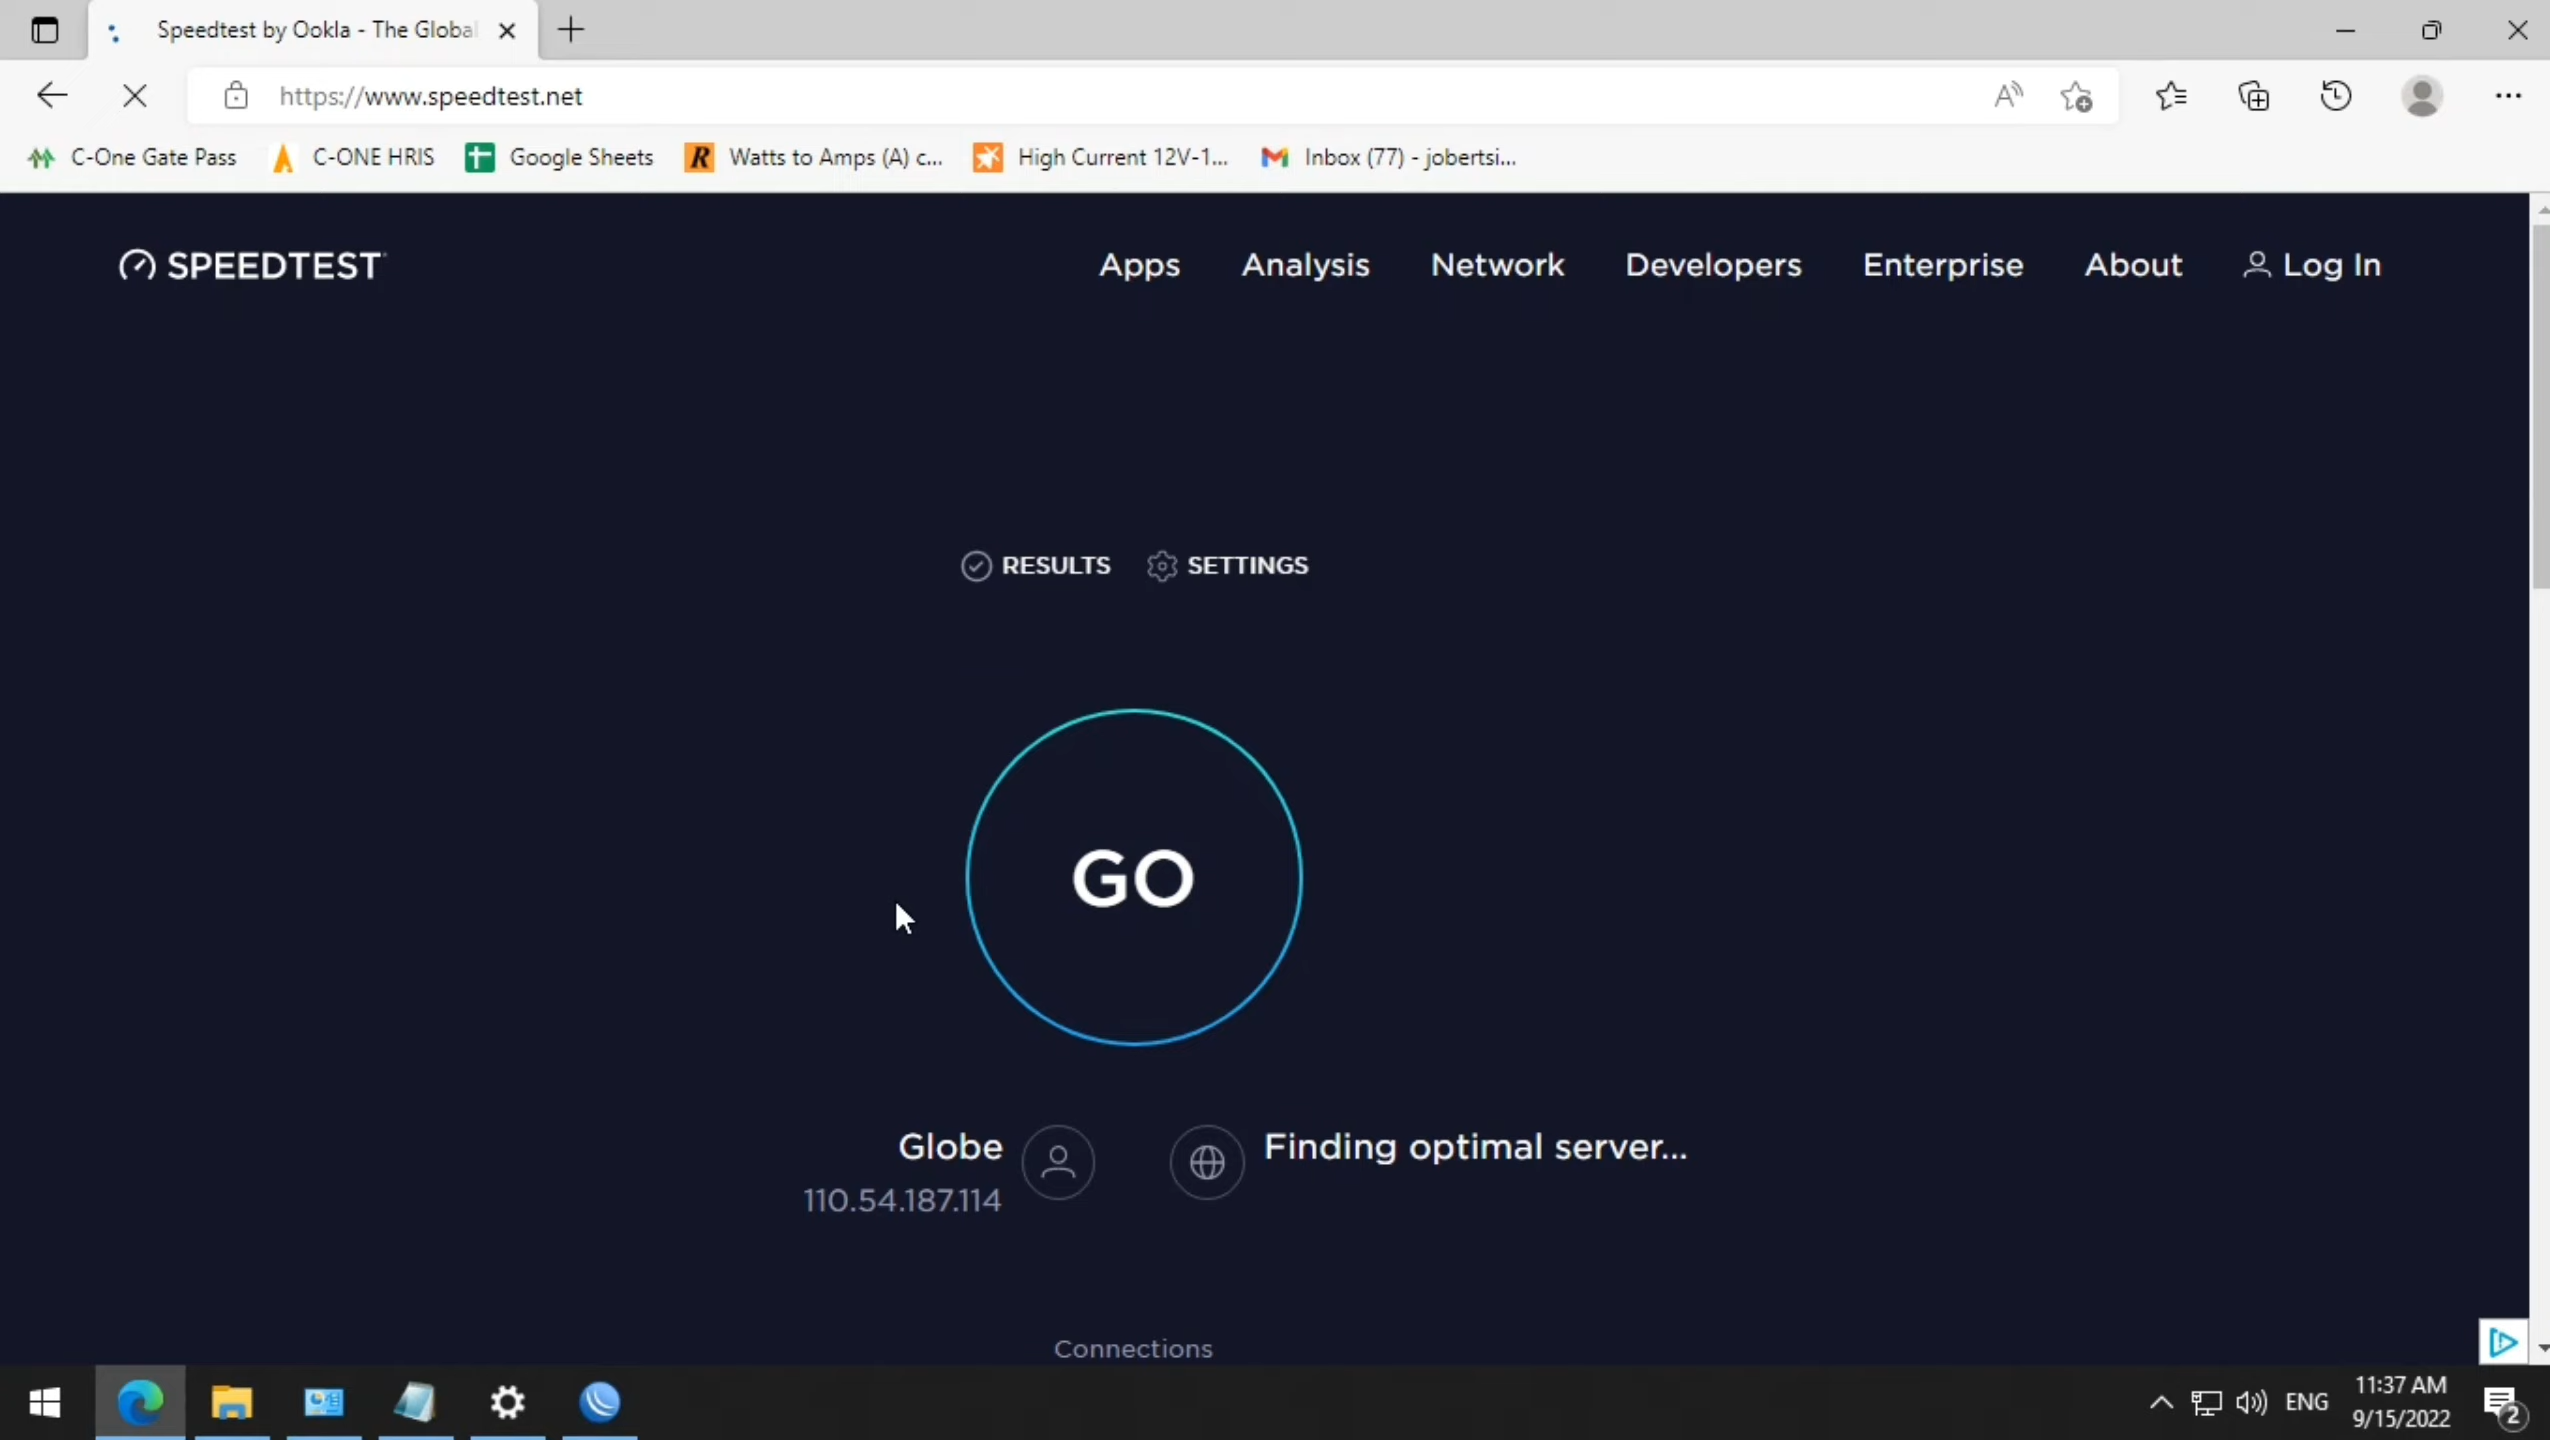 Speedtest by Ookla - The Global
https://www.speedtest.net
C-One Gate Pass C-ONE HRIS Google Sheets Watts to Amps (A) c... High Current 12V-1... Inbox (77) - jobertsi...
SPEEDTEST Apps Analysis Network Developers Enterprise About Log In
RESULTS SETTINGS
GO
Globe Finding optimal server...
110.54.187.114
Connections
ENG
11:37 AM
9/15/2022
2